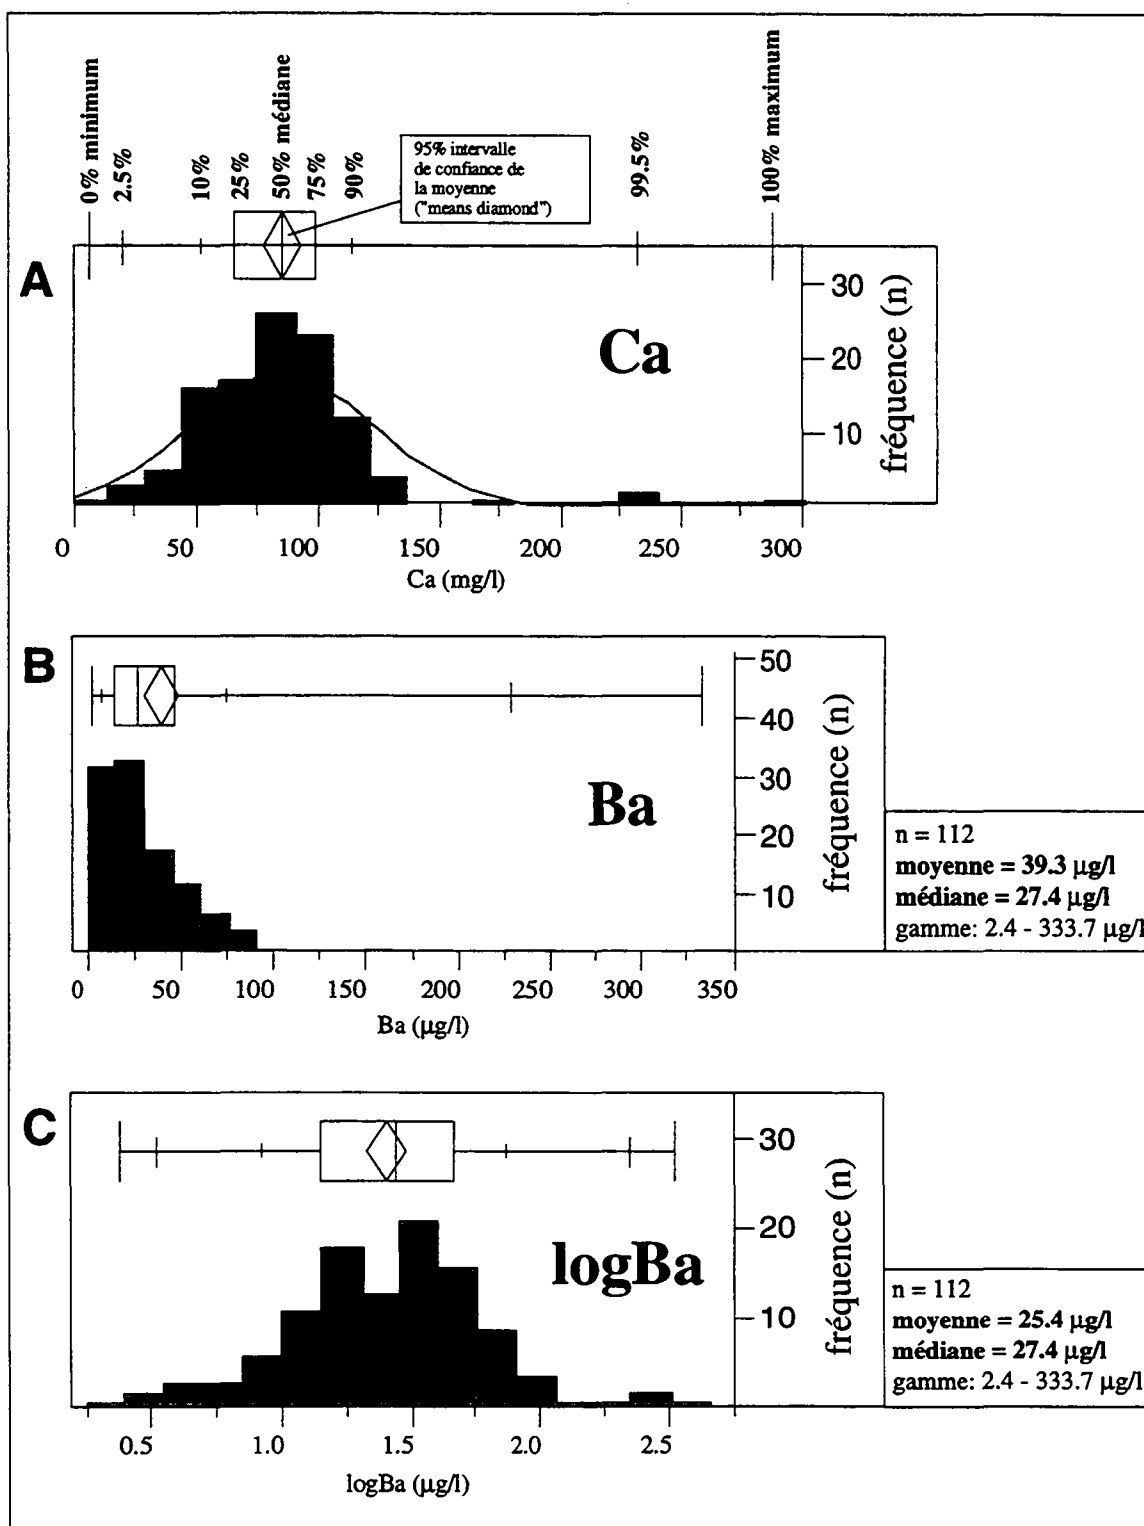 0% minimum
2.5%
10%
25%
50% médiane
75%
90%
99.5%
100% maximum
95% intervalle
de confiance de
la moyenne
("means diamond")
A
Ca
30
20
10
fréquence (n)
0 50 100 150 200 250 300
Ca (mg/l)
B
Ba
50
40
30
20
10
fréquence (n)
n = 112
moyenne = 39.3 µg/l
médiane = 27.4 µg/l
gamme: 2.4 - 333.7 µg/l
0 50 100 150 200 250 300 350
Ba (µg/l)
C
logBa
30
20
10
fréquence (n)
n = 112
moyenne = 25.4 µg/l
médiane = 27.4 µg/l
gamme: 2.4 - 333.7 µg/l
0.5 1.0 1.5 2.0 2.5
logBa (µg/l)